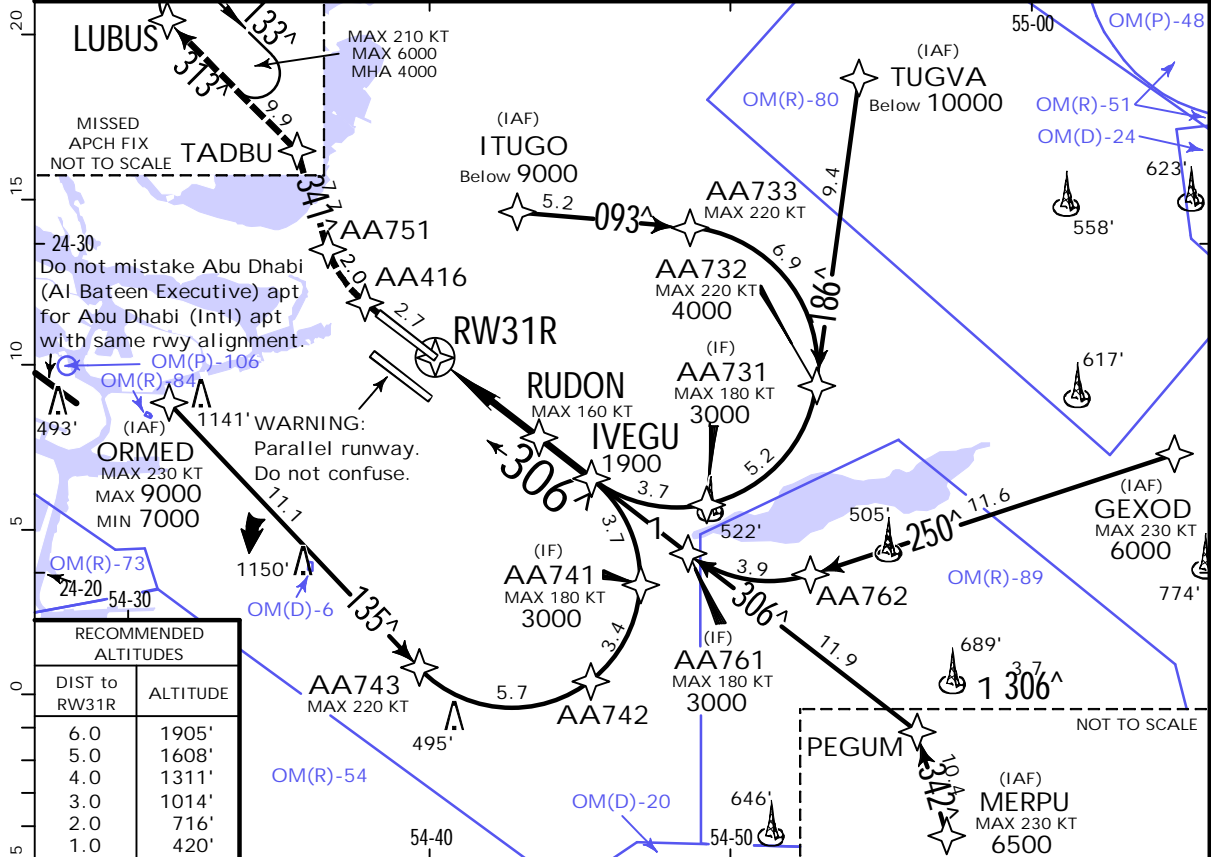 20
LUBUS
133^
MAX 210 KT
MAX 6000
MHA 4000
313^
9.9
MISSED
APCH FIX
NOT TO SCALE
TADBU
341^
7.7
15
24-30
AA751
2.0
AA416
2.7
Do not mistake Abu Dhabi
(Al Bateen Executive) apt
for Abu Dhabi (Intl) apt
with same rwy alignment.
(IAF)
ITUGO
Below 9000
5.2
093^
AA733
MAX 220 KT
6.9
AA732
MAX 220 KT
4000
(IAF)
TUGVA
Below 10000
9.4
186^
55-00
OM(P)-48
OM(R)-80
OM(R)-51
OM(D)-24
623'
558'
617'
10
OM(P)-106
OM(R)-84
493'
1141'
RW31R
WARNING:
Parallel runway.
Do not confuse.
RUDON
MAX 160 KT
IVEGU
1900
(IF)
AA731
MAX 180 KT
3000
5.2
3.7
306^
522'
(IAF)
ORMED
MAX 230 KT
MAX 9000
MIN 7000
11.1
135^
5
OM(R)-73
24-20
54-30
1150'
OM(D)-6
(IF)
AA741
MAX 180 KT
3000
3.7
3.4
505'
250^
11.6
(IAF)
GEXOD
MAX 230 KT
6000
774'
OM(R)-89
3.9
AA762
306^
11.9
(IF)
AA761
MAX 180 KT
3000
689'
3.7
1 306^
AA743
MAX 220 KT
5.7
AA742
495'
0
RECOMMENDED
ALTITUDES
DIST to
RW31R
ALTITUDE
6.0 1905'
5.0 1608'
4.0 1311'
3.0 1014'
2.0 716'
1.0 420'
5
OM(R)-54
54-40
OM(D)-20
54-50
646'
NOT TO SCALE
PEGUM
10.4
342^
(IAF)
MERPU
MAX 230 KT
6500